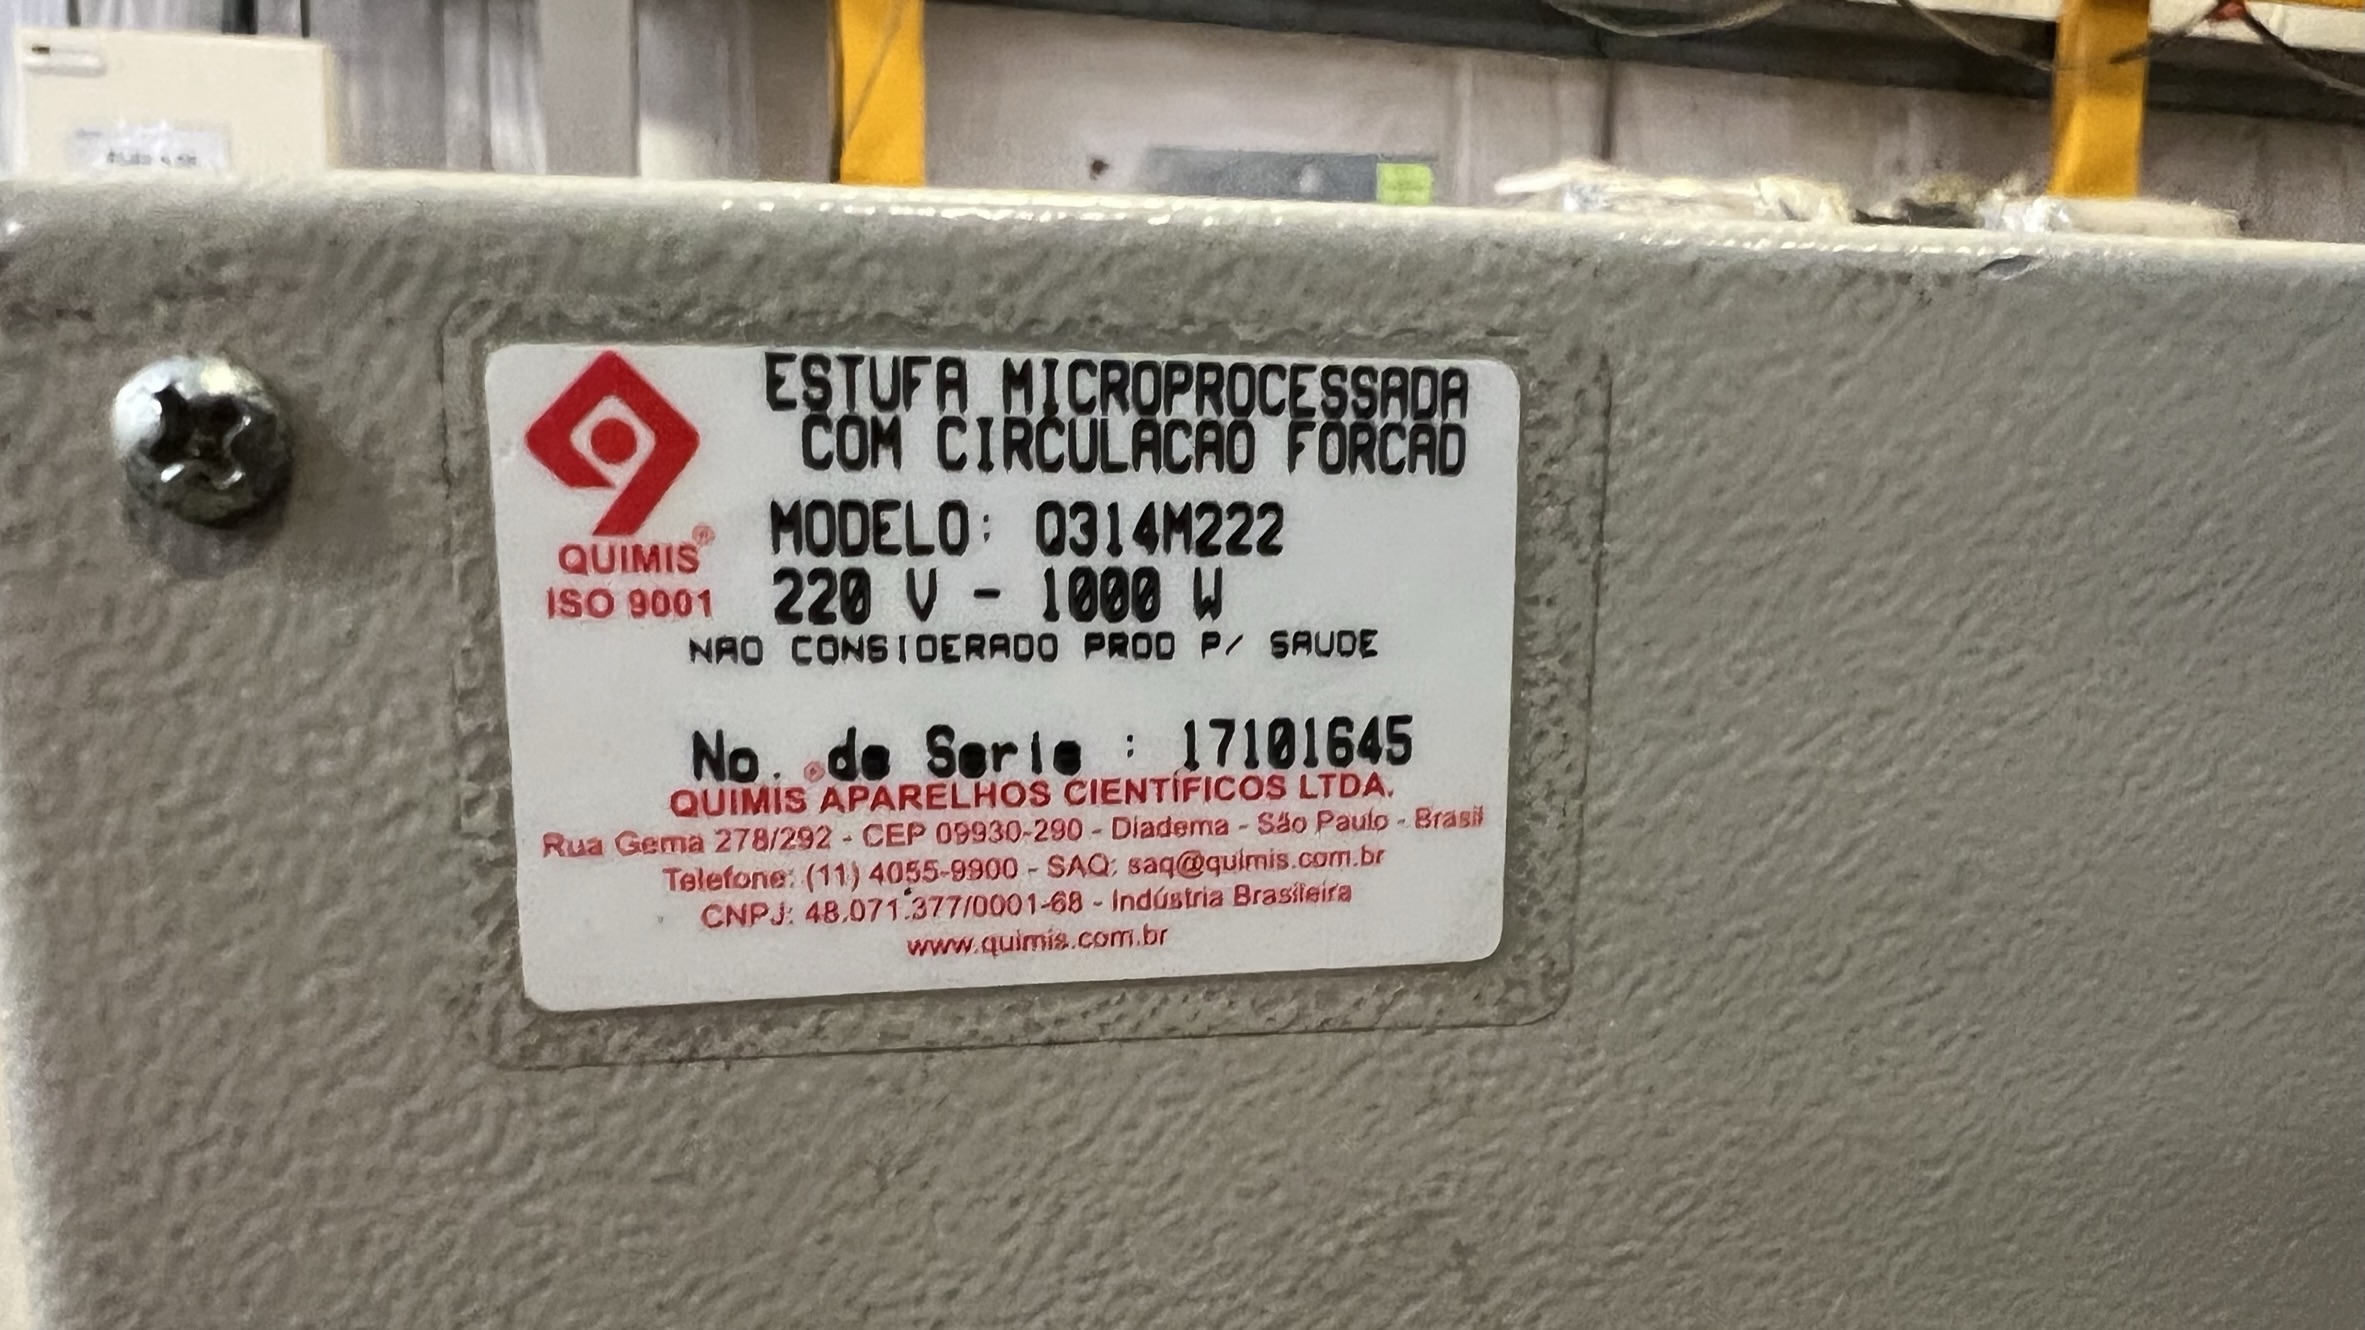 ESTUFA MICROPROCESSADA
COM CIRCULACAO FORCAD
MODELO: Q314M222
220 V - 1000 W
NAO CONSIDERADO PROD P/ SAUDE
QUIMIS®
ISO 9001
No. de Serie : 17101645
QUIMIS® APARELHOS CIENTÍFICOS LTDA.
Rua Gema 278/292 - CEP 09930-290 - Diadema - São Paulo - Brasil
Telefone: (11) 4055-9900 - SAQ: saq@quimis.com.br
CNPJ: 48.071.377/0001-68 - Indústria Brasileira
www.quimis.com.br